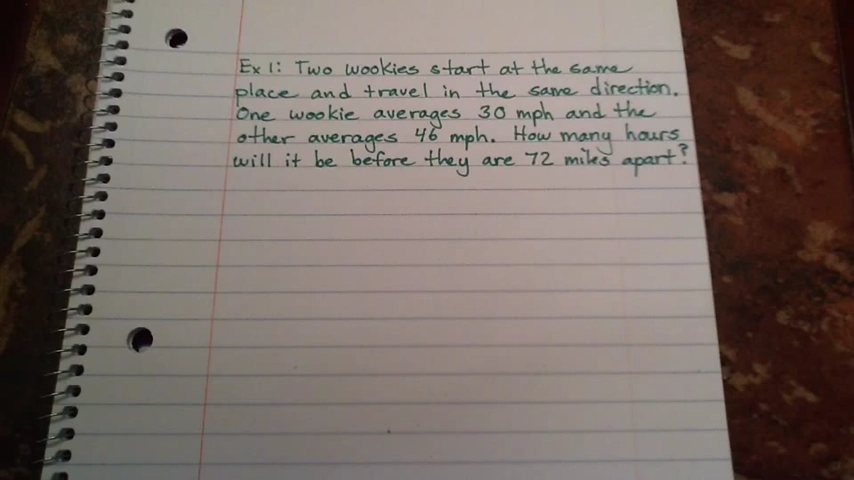 Ex 1: Two wookies start at the same
place and travel in the same direction.
One wookie averages 30 mph and the
other averages 46 mph. How many hours
will it be before they are 72 miles apart?